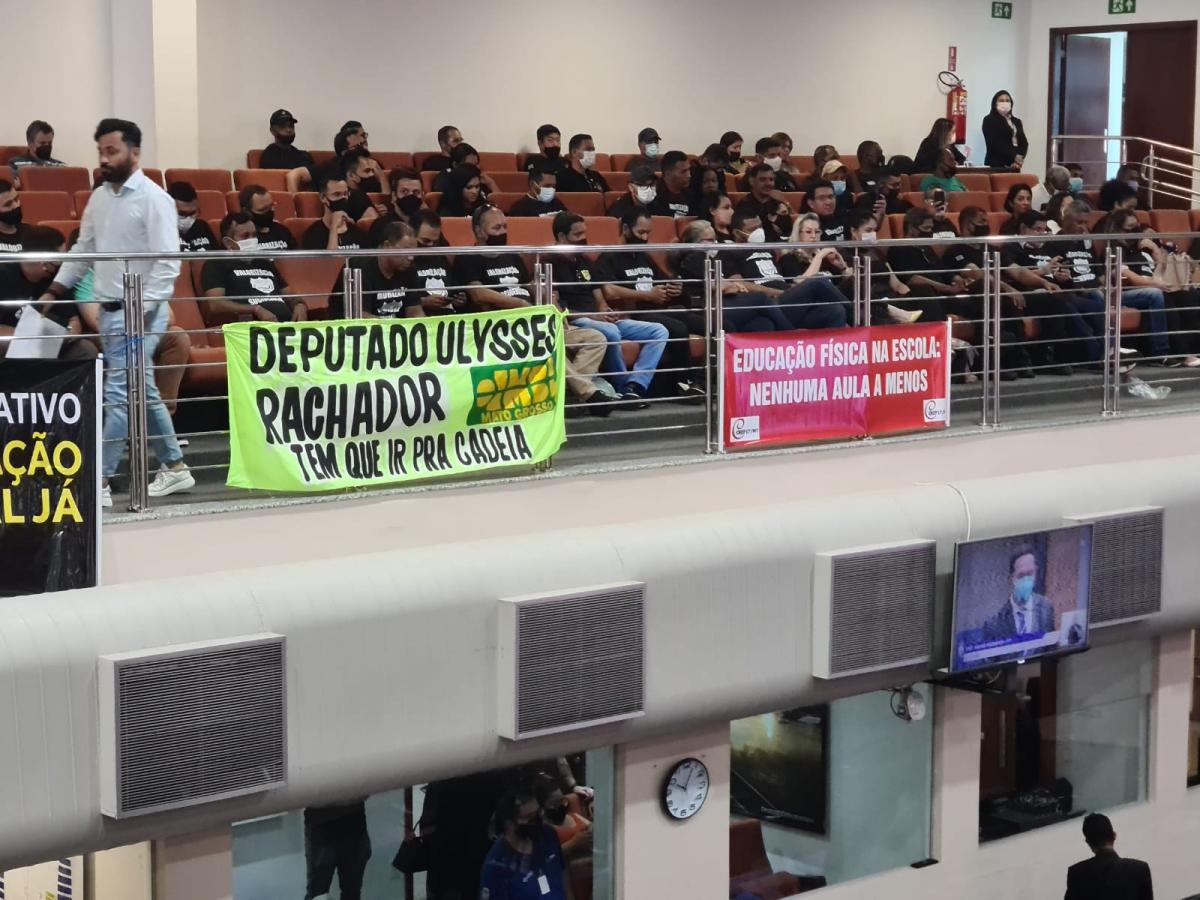 ATIVO
AÇÃO
L JÁ
DEPUTADO ULYSSES
RACHADOR
TEM QUE IR PRA CADEIA
MATO GROSSO
EDUCAÇÃO FÍSICA NA ESCOLA:
NENHUMA AULA A MENOS